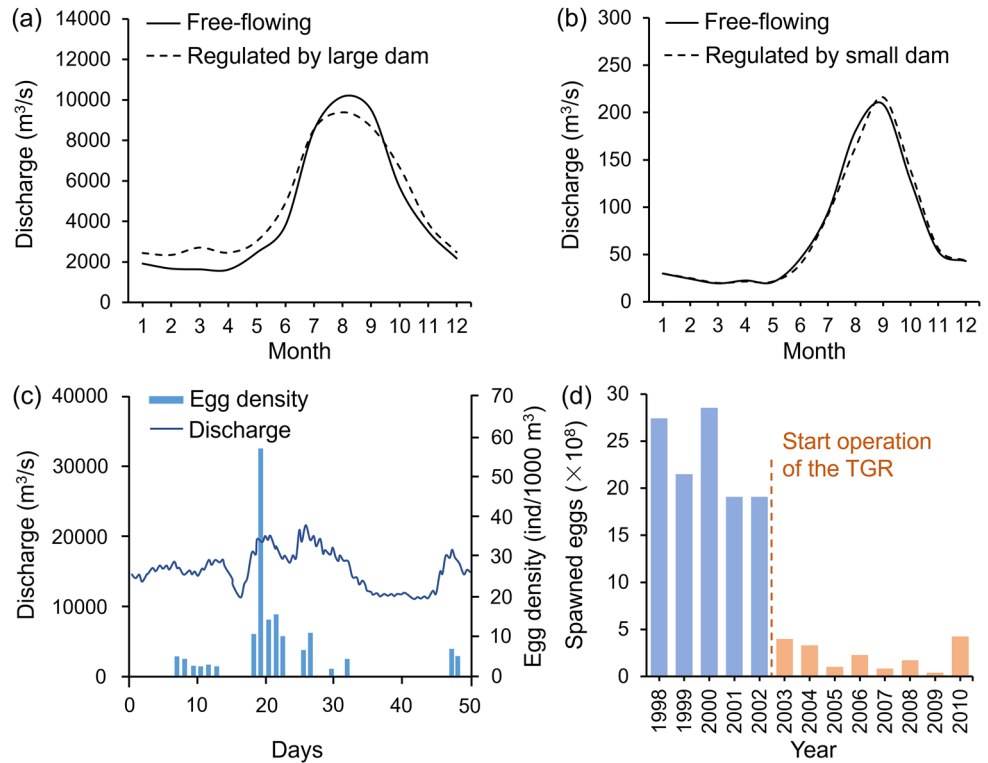 (a)
Free-flowing
Regulated by large dam
Discharge (m³/s)
14000
12000
10000
8000
6000
4000
2000
0
1 2 3 4 5 6 7 8 9 10 11 12
Month
(b)
Free-flowing
Regulated by small dam
Discharge (m³/s)
300
250
200
150
100
50
0
1 2 3 4 5 6 7 8 9 10 11 12
Month
(c)
Egg density
Discharge
Discharge (m³/s)
40000
30000
20000
10000
0
Egg density (ind/1000 m³)
70
60
50
40
30
20
10
0
0 10 20 30 40 50
Days
(d)
Start operation
of the TGR
Spawned eggs (×10⁸)
30
25
20
15
10
5
0
1998 1999 2000 2001 2002 2003 2004 2005 2006 2007 2008 2009 2010
Year